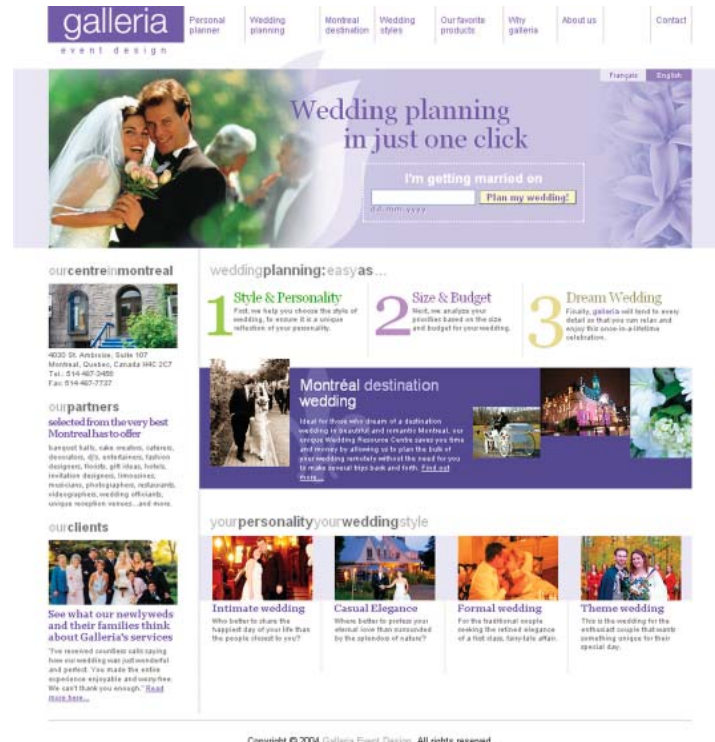 galleria
event design
Personal planner
Wedding planning
Montreal destination
Wedding styles
Our favorite products
Why galleria
About us
Contact
Français
English
Wedding planning
in just one click
I'm getting married on
Plan my wedding!
dd-mm-yyyy
ourcentreinmontreal
4030 St. Ambroise, Suite 107
Montreal, Quebec, Canada H4C 2C7
Tel.: 514-467-3456
Fax: 514-467-7737
ourpartners
selected from the very best
Montreal has to offer
banquet halls, cake creators, caterers,
decorators, dj's, entertainers, fashion
designers, florists, gift ideas, hotels,
invitation designers, limousines,
musicians, photographers, restaurants,
videographers, wedding officiants,
unique reception venues...and more.
ourclients
See what our newlyweds
and their families think
about Galleria's services
"I've received countless calls saying
how our wedding was just wonderful
and perfect. You made the entire
experience enjoyable and worry-free.
We can't thank you enough." Read
more here...
weddingplanning: easyas...
1 Style & Personality
First, we help you choose the style of
wedding, to ensure it is a unique
reflection of your personality.
2 Size & Budget
Next, we analyze your
priorities based on the size
and budget for your wedding.
3 Dream Wedding
Finally, galleria will tend to every
detail so that you can relax and
enjoy this once-in-a-lifetime
celebration.
Montréal destination
wedding
Ideal for those who dream of a destination
wedding in beautiful and romantic Montreal, our
unique Wedding Resource Centre saves you time
and money by allowing us to plan the bulk of
your wedding remotely without the need for you
to make several trips back and forth. Find out
more...
yourpersonalityyourweddingstyle
Intimate wedding
Who better to share the
happiest day of your life than
the people closest to you?
Casual Elegance
Where better to profess your
eternal love than surrounded
by the splendors of nature?
Formal wedding
For the traditional couple
seeking the refined elegance
of a first class, fairy-tale affair.
Theme wedding
This is the wedding for the
enthusiast couple that wants
something unique for their
special day.
Copyright © 2004 Galleria Event Design. All rights reserved